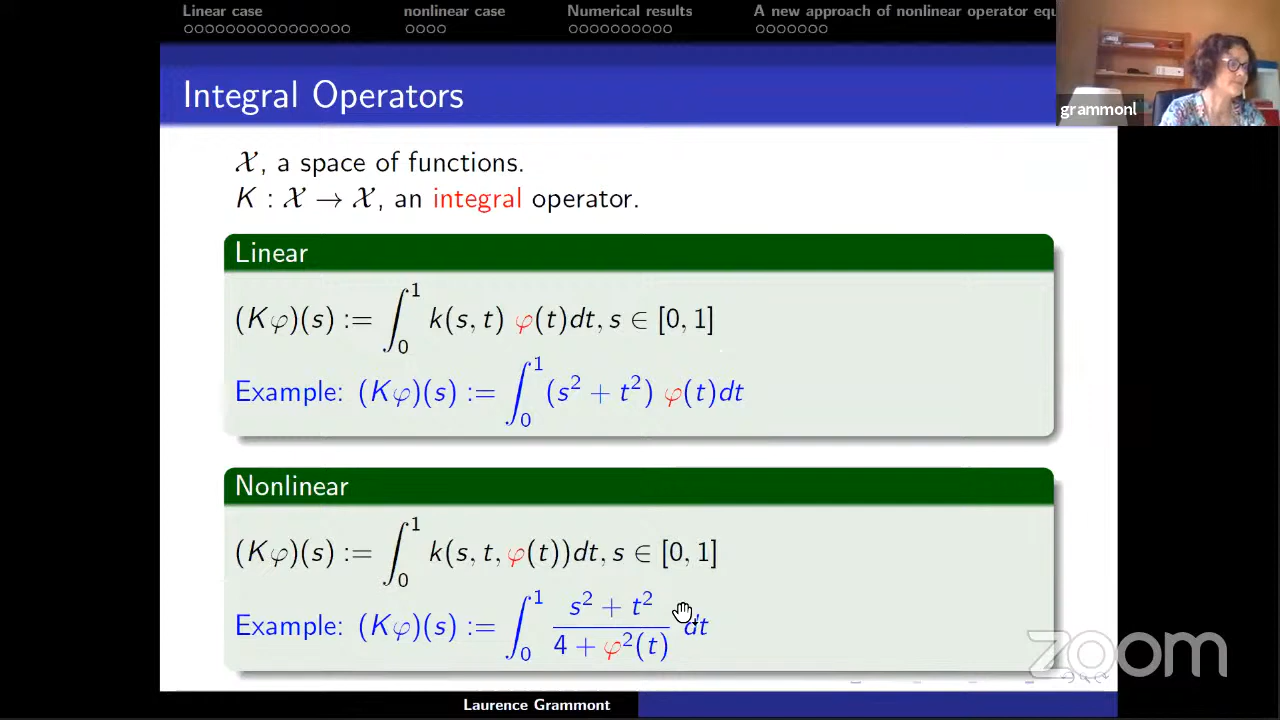 Linear case nonlinear case Numerical results A new approach of nonlinear operator equ
grammonl
Integral Operators
𝒳, a space of functions.
K : 𝒳 → 𝒳, an integral operator.
Linear
(Kφ)(s) := ∫₀¹ k(s, t) φ(t)dt, s ∈ [0, 1]
Example: (Kφ)(s) := ∫₀¹ (s² + t²) φ(t)dt
Nonlinear
(Kφ)(s) := ∫₀¹ k(s, t, φ(t))dt, s ∈ [0, 1]
Example: (Kφ)(s) := ∫₀¹ (s² + t²)/(4 + φ²(t)) dt
zoom
Laurence Grammont